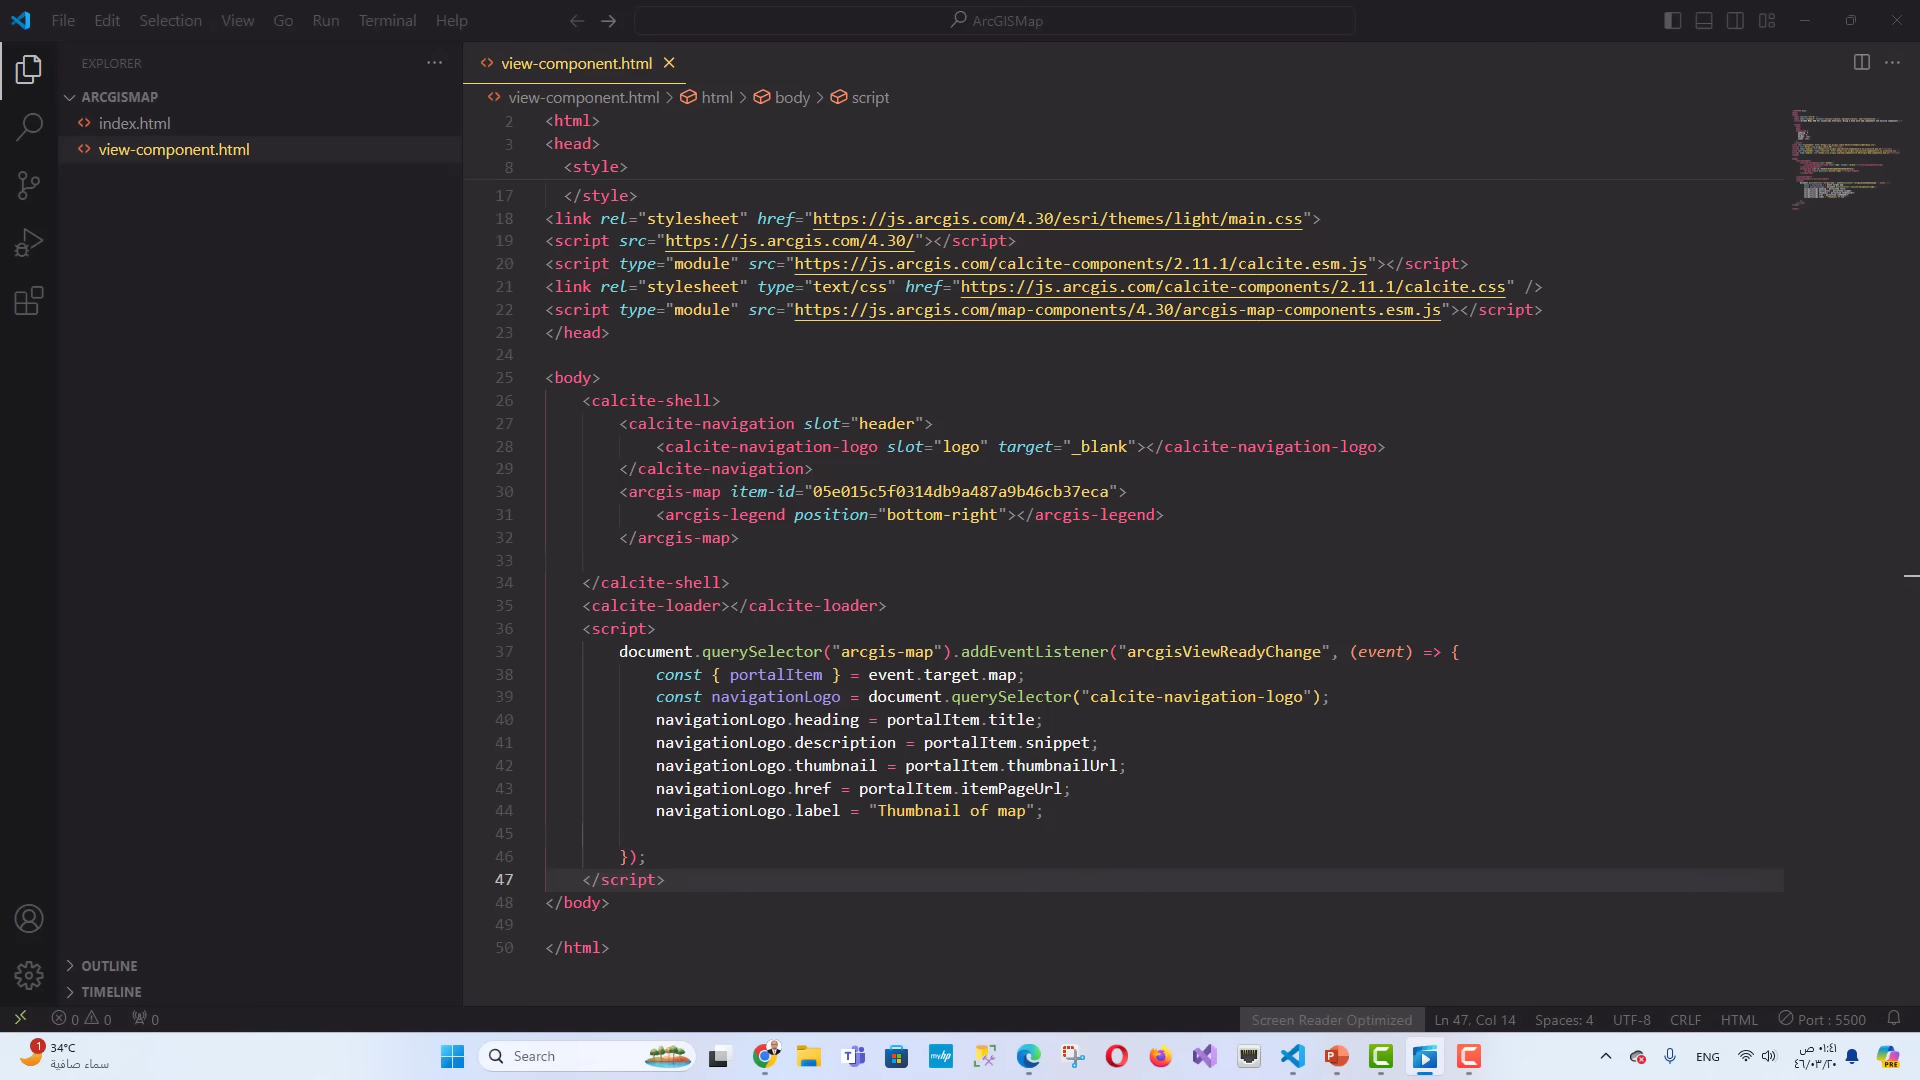 File Edit Selection View Go Run Terminal Help
ArcGISMap
EXPLORER
ARCGISMAP
index.html
view-component.html
OUTLINE
TIMELINE
view-component.html
view-component.html > html > body > script
2 <html>
3 <head>
8 <style>
17 </style>
18 <link rel="stylesheet" href="https://js.arcgis.com/4.30/esri/themes/light/main.css">
19 <script src="https://js.arcgis.com/4.30/"></script>
20 <script type="module" src="https://js.arcgis.com/calcite-components/2.11.1/calcite.esm.js"></script>
21 <link rel="stylesheet" type="text/css" href="https://js.arcgis.com/calcite-components/2.11.1/calcite.css" />
22 <script type="module" src="https://js.arcgis.com/map-components/4.30/arcgis-map-components.esm.js"></script>
23 </head>
24
25 <body>
26 <calcite-shell>
27 <calcite-navigation slot="header">
28 <calcite-navigation-logo slot="logo" target="_blank"></calcite-navigation-logo>
29 </calcite-navigation>
30 <arcgis-map item-id="05e015c5f0314db9a487a9b46cb37eca">
31 <arcgis-legend position="bottom-right"></arcgis-legend>
32 </arcgis-map>
33
34 </calcite-shell>
35 <calcite-loader></calcite-loader>
36 <script>
37 document.querySelector("arcgis-map").addEventListener("arcgisViewReadyChange", (event) => {
38 const { portalItem } = event.target.map;
39 const navigationLogo = document.querySelector("calcite-navigation-logo");
40 navigationLogo.heading = portalItem.title;
41 navigationLogo.description = portalItem.snippet;
42 navigationLogo.thumbnail = portalItem.thumbnailUrl;
43 navigationLogo.href = portalItem.itemPageUrl;
44 navigationLogo.label = "Thumbnail of map";
45
46 });
47 </script>
48 </body>
49
50 </html>
0 0 0
Screen Reader Optimized Ln 47, Col 14 Spaces: 4 UTF-8 CRLF HTML Port : 5500
1
34°C
سماء صافية
Search
myhp
ENG
٠١:٤١ ص
٤٦/٠٣/٢٠
PRE